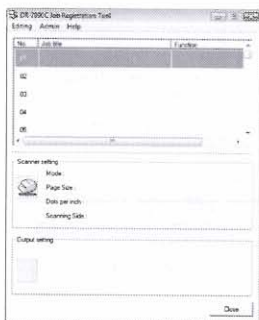 DR-7090C Job Registration Tool
Editing Admin Help
No. Job title Function
01
02
03
04
05
Scanner setting
Mode :
Page Size :
Dots per inch :
Scanning Side :
Output setting
Close